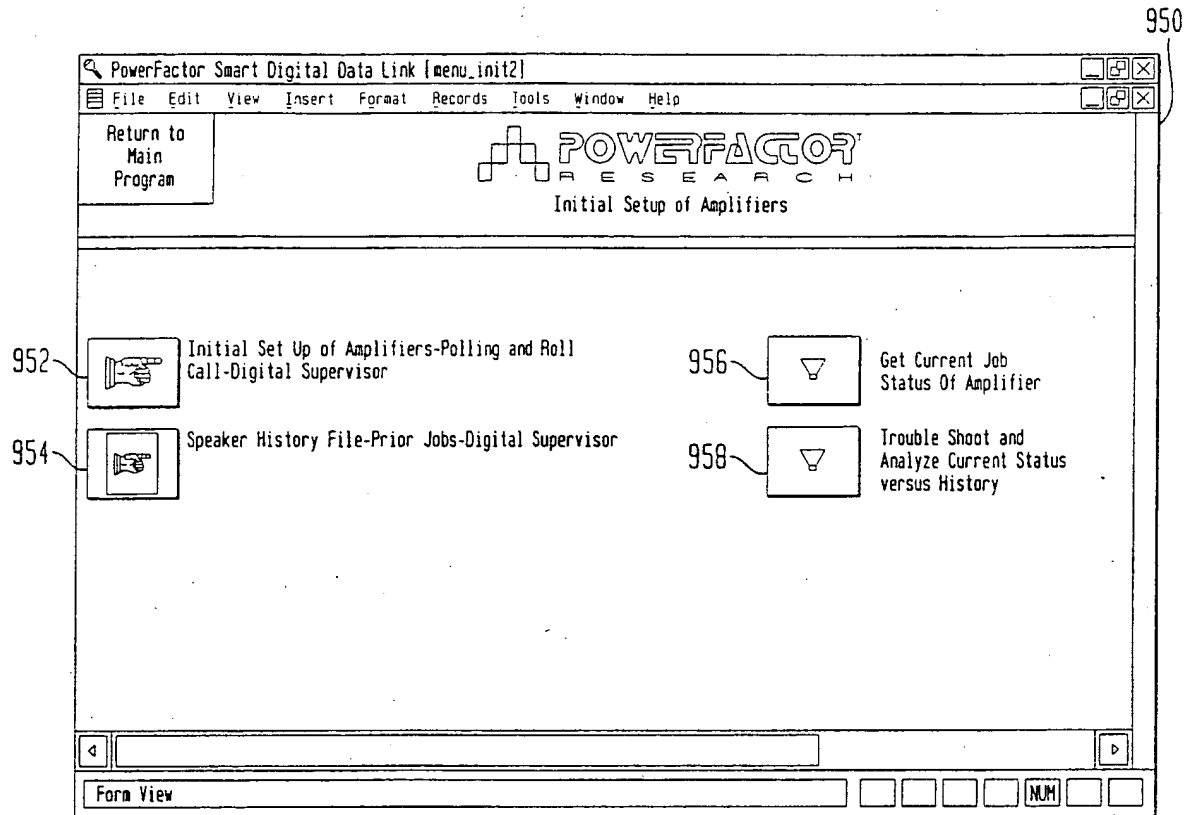 950
PowerFactor Smart Digital Data Link [menu_init2]
File Edit View Insert Format Records Tools Window Help
Return to
Main
Program
POWERFACTOR
RESEARCH
Initial Setup of Amplifiers
952
Initial Set Up of Amplifiers-Polling and Roll
Call-Digital Supervisor
956
Get Current Job
Status Of Amplifier
954
Speaker History File-Prior Jobs-Digital Supervisor
958
Trouble Shoot and
Analyze Current Status
versus History
Form View
NUM